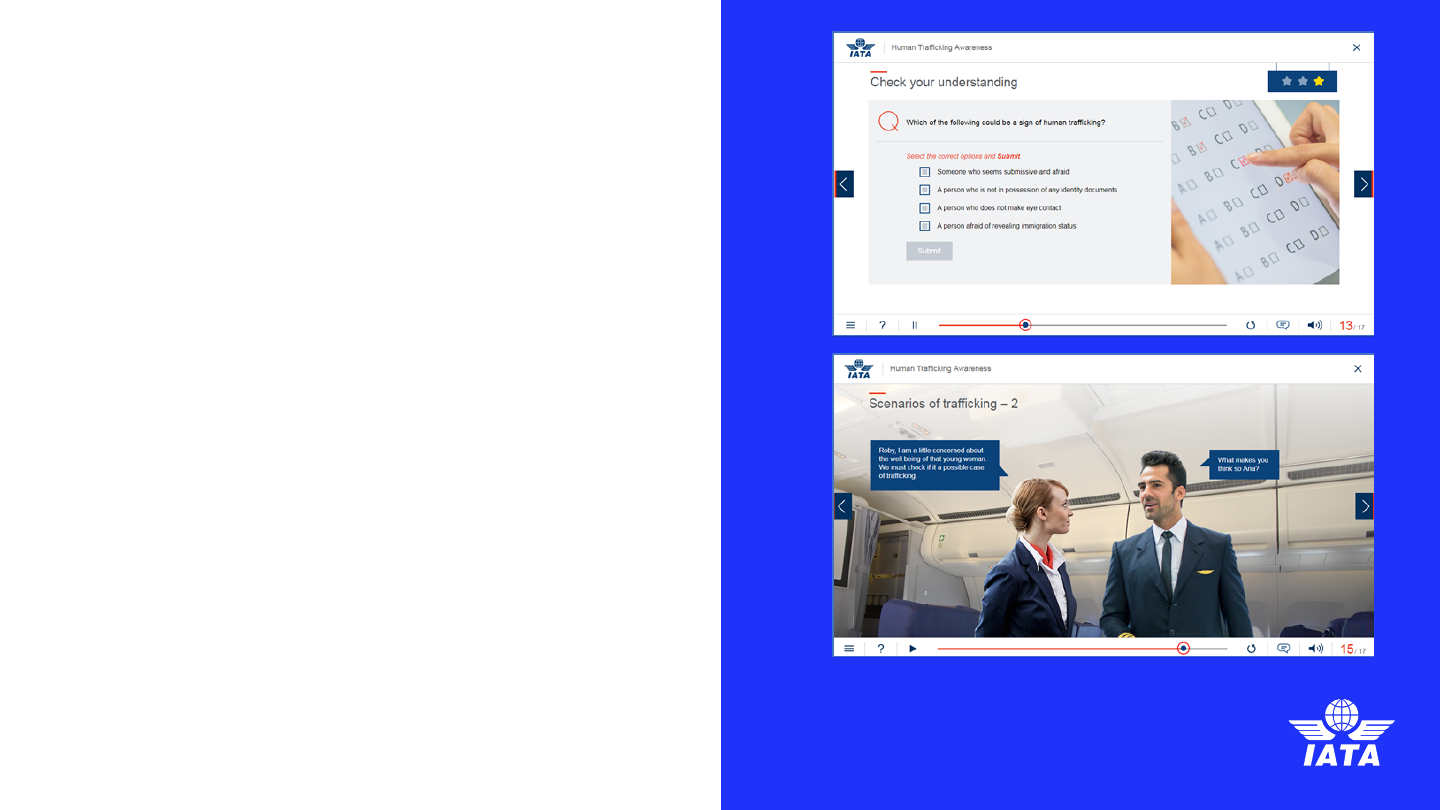 IATA
Human Trafficking Awareness
Check your understanding
Which of the following could be a sign of human trafficking?
Select the correct options and Submit.
Someone who seems submissive and afraid
A person who is not in possession of any identity documents
A person who does not make eye contact
A person afraid of revealing immigration status
Submit
B C D
A B C D
A B C D
A B C D
A B C D
A B C D
?
13/ 17
IATA
Human Trafficking Awareness
Scenarios of trafficking – 2
Roby, I am a little concerned about
the well being of that young woman.
We must check if it a possible case
of trafficking.
What makes you
think so Ana?
?
15/ 17
IATA